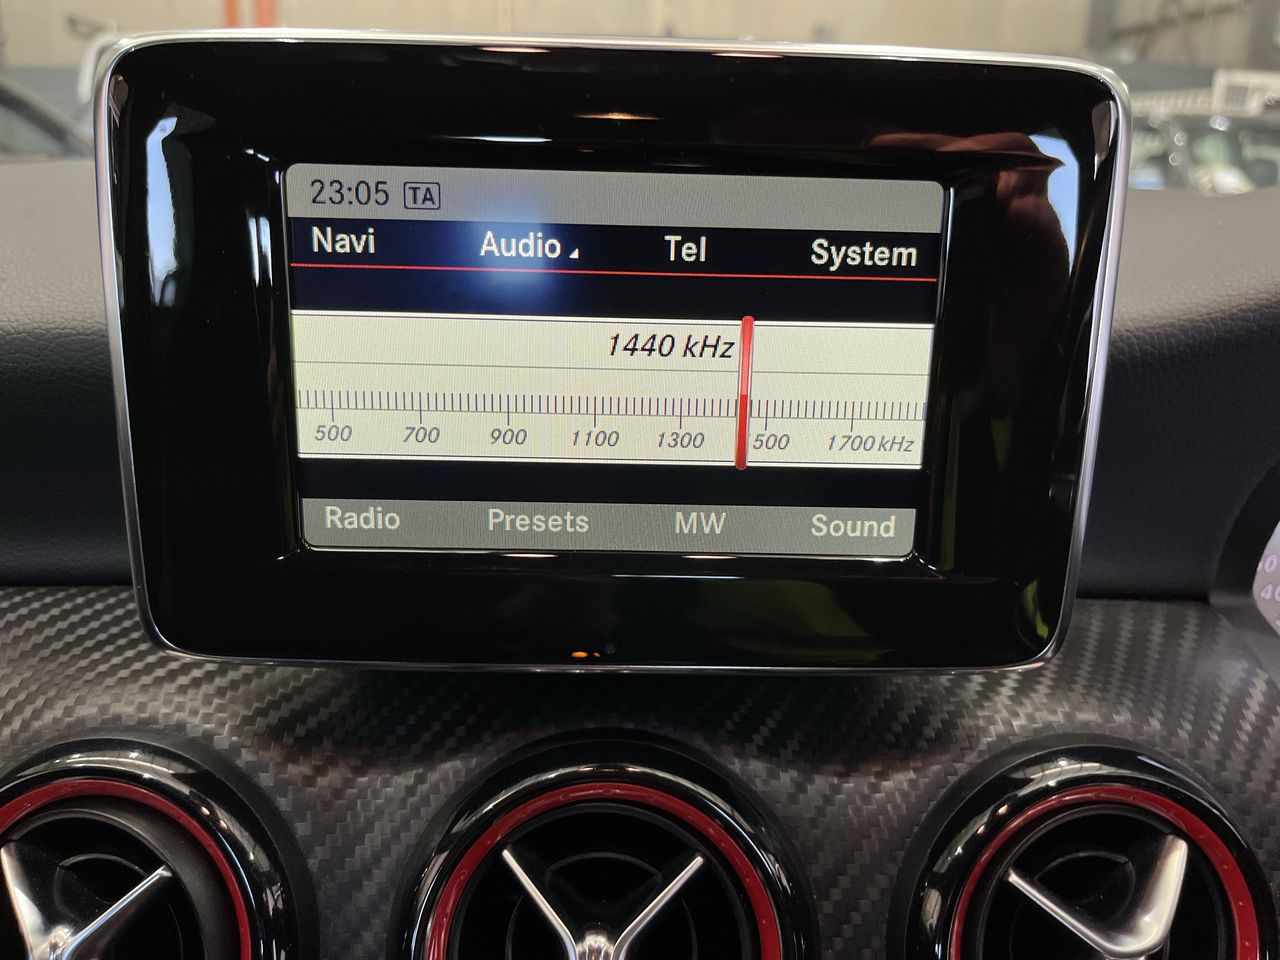 23:05 TA
Navi Audio Tel System
1440 kHz
500 700 900 1100 1300 500 1700 kHz
Radio Presets MW Sound
40